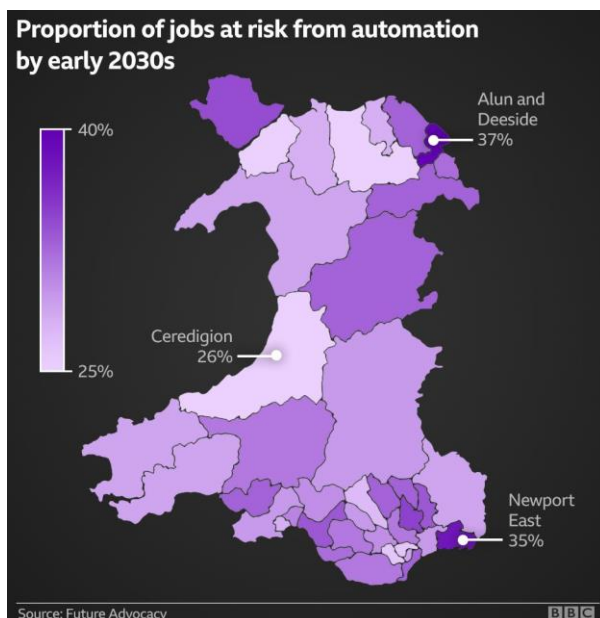 Proportion of jobs at risk from automation
by early 2030s
40%
25%
Alun and
Deeside
37%
Ceredigion
26%
Newport
East
35%
Source: Future Advocacy
BBC